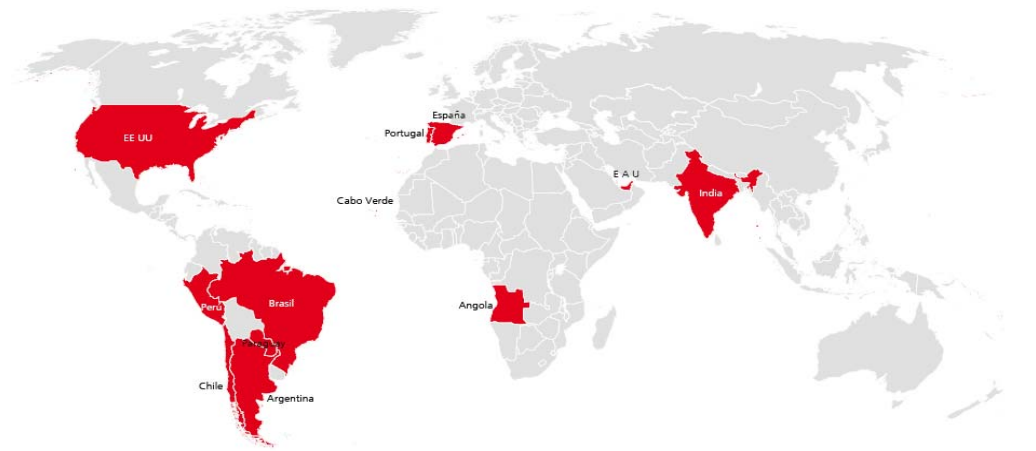 España
Portugal
EE UU
E A U
India
Cabo Verde
Brasil
Angola
Perú
Paraguay
Chile
Argentina